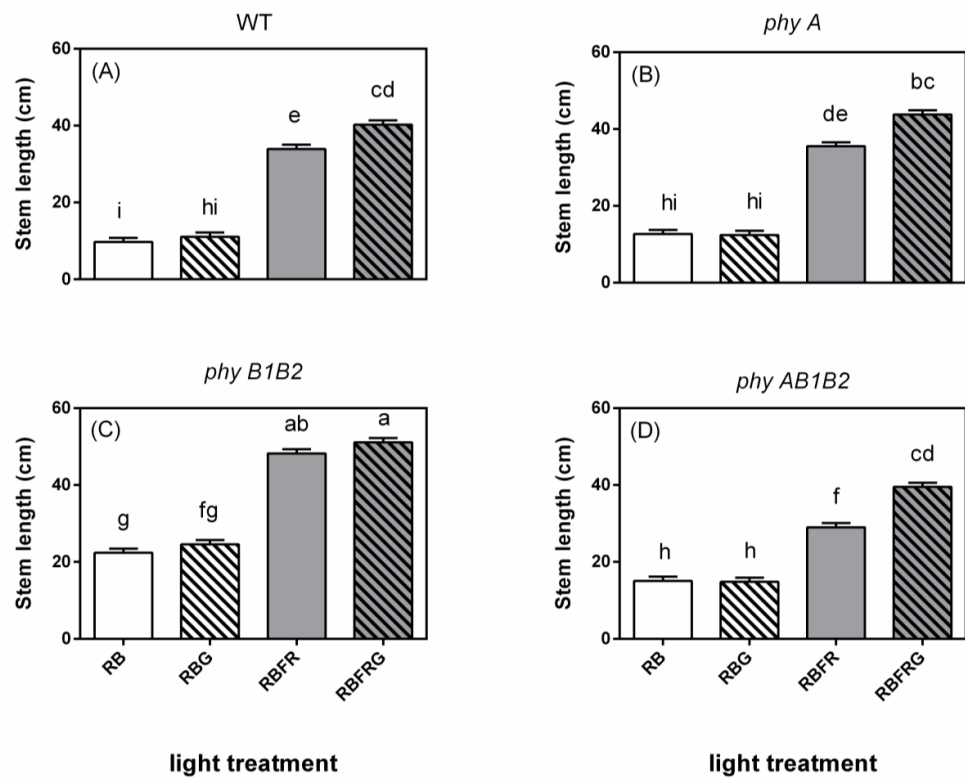 WT
60
(A)
cd
e
40
Stem length (cm)
20
i
hi
0
phy A
60
(B)
bc
de
40
Stem length (cm)
20
hi
hi
0
phy B1B2
60
(C)
ab
a
40
Stem length (cm)
g
fg
20
0
RB
RBG
RBFR
RBFRG
light treatment
phy AB1B2
60
(D)
cd
40
f
Stem length (cm)
h
h
20
0
RB
RBG
RBFR
RBFRG
light treatment